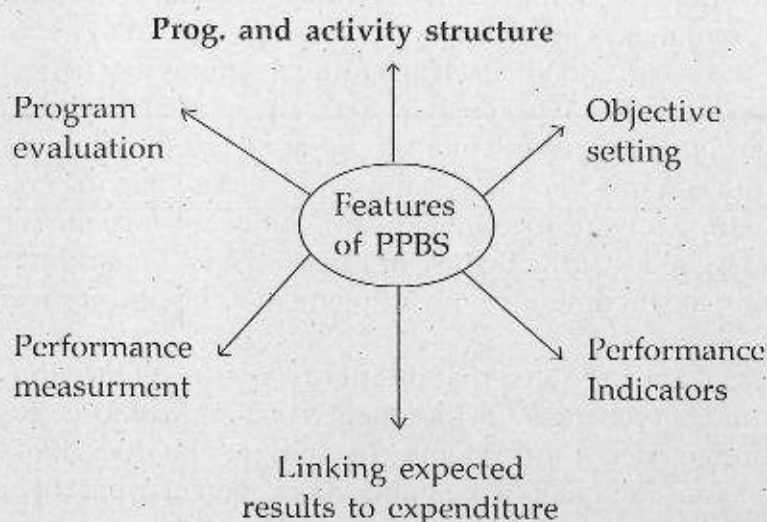 Prog. and activity structure
Program
evaluation
Objective
setting
Features
of PPBS
Performance
measurment
Performance
Indicators
Linking expected
results to expenditure